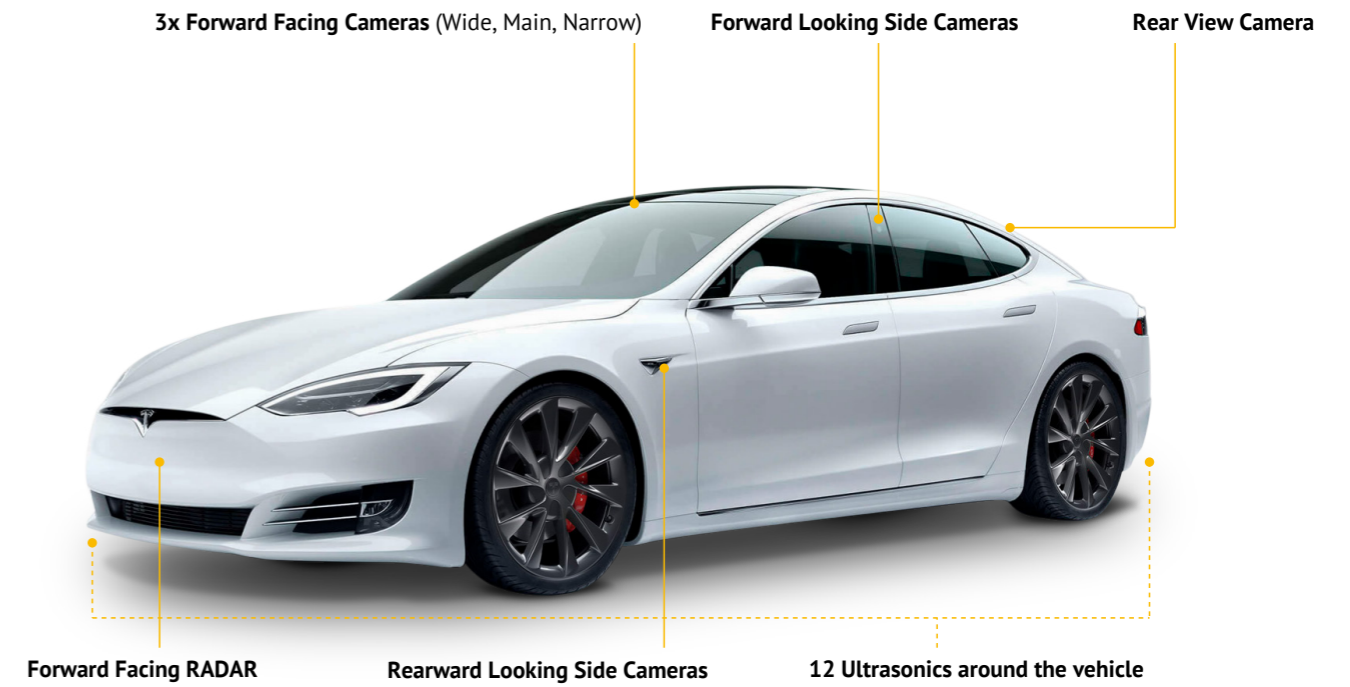 3x Forward Facing Cameras (Wide, Main, Narrow)
Forward Looking Side Cameras
Rear View Camera
Forward Facing RADAR
Rearward Looking Side Cameras
12 Ultrasonics around the vehicle